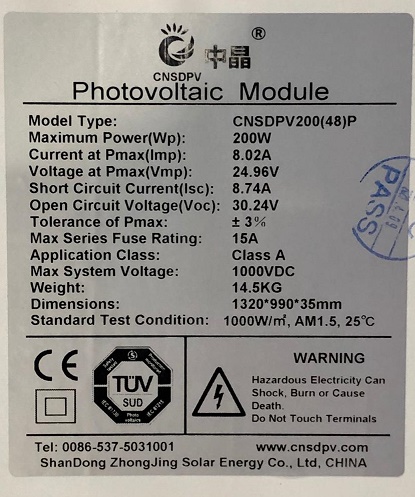 ®
中晶
CNSDPV
Photovoltaic Module
Model Type: CNSDPV200(48)P
Maximum Power(Wp): 200W
Current at Pmax(Imp): 8.02A
Voltage at Pmax(Vmp): 24.96V
Short Circuit Current(Isc): 8.74A
Open Circuit Voltage(Voc): 30.24V
Tolerance of Pmax: ± 3%
Max Series Fuse Rating: 15A
Application Class: Class A
Max System Voltage: 1000VDC
Weight: 14.5KG
Dimensions: 1320*990*35mm
Standard Test Condition: 1000W/㎡, AM1.5, 25℃
PASS
CE
TÜV
SUD
Photo
voltaics
WARNING
Hazardous Electricity Can
Shock, Burn or Cause
Death.
Do Not Touch Terminals
Tel: 0086-537-5031001 www.cnsdpv.com
ShanDong ZhongJing Solar Energy Co., Ltd, CHINA